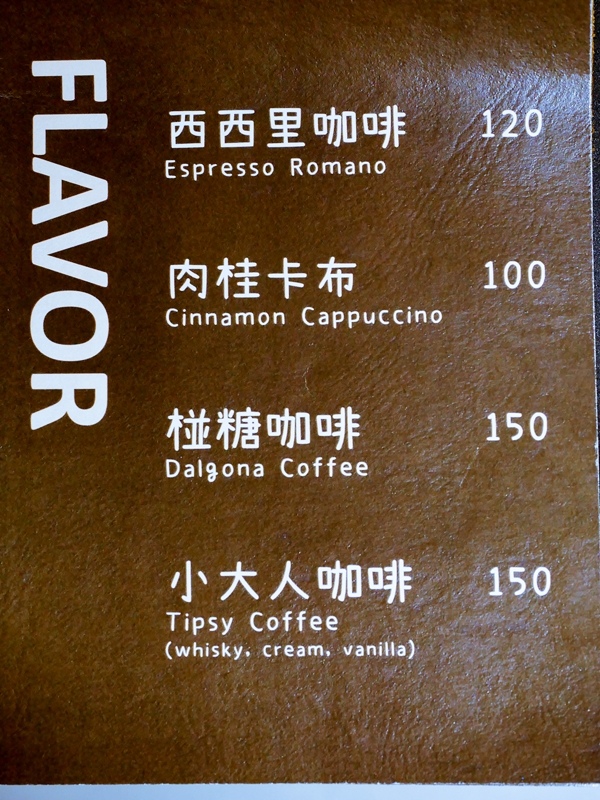 FLAVOR
西西里咖啡 120
Espresso Romano
肉桂卡布 100
Cinnamon Cappuccino
椪糖咖啡 150
Dalgona Coffee
小大人咖啡 150
Tipsy Coffee
(whisky, cream, vanilla)